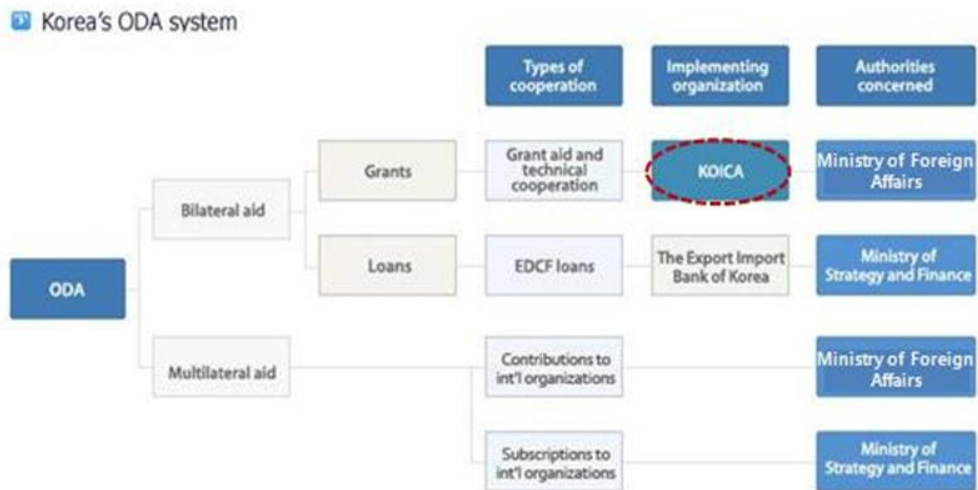 Korea's ODA system
Types of
cooperation
Implementing
organization
Authorities
concerned
Grants
Grant aid and
technical
cooperation
KOICA
Ministry of Foreign
Affairs
Bilateral aid
Loans
EDCF loans
The Export Import
Bank of Korea
Ministry of
Strategy and Finance
ODA
Multilateral aid
Contributions to
int'l organizations
Ministry of Foreign
Affairs
Subscriptions to
int'l organizations
Ministry of
Strategy and Finance